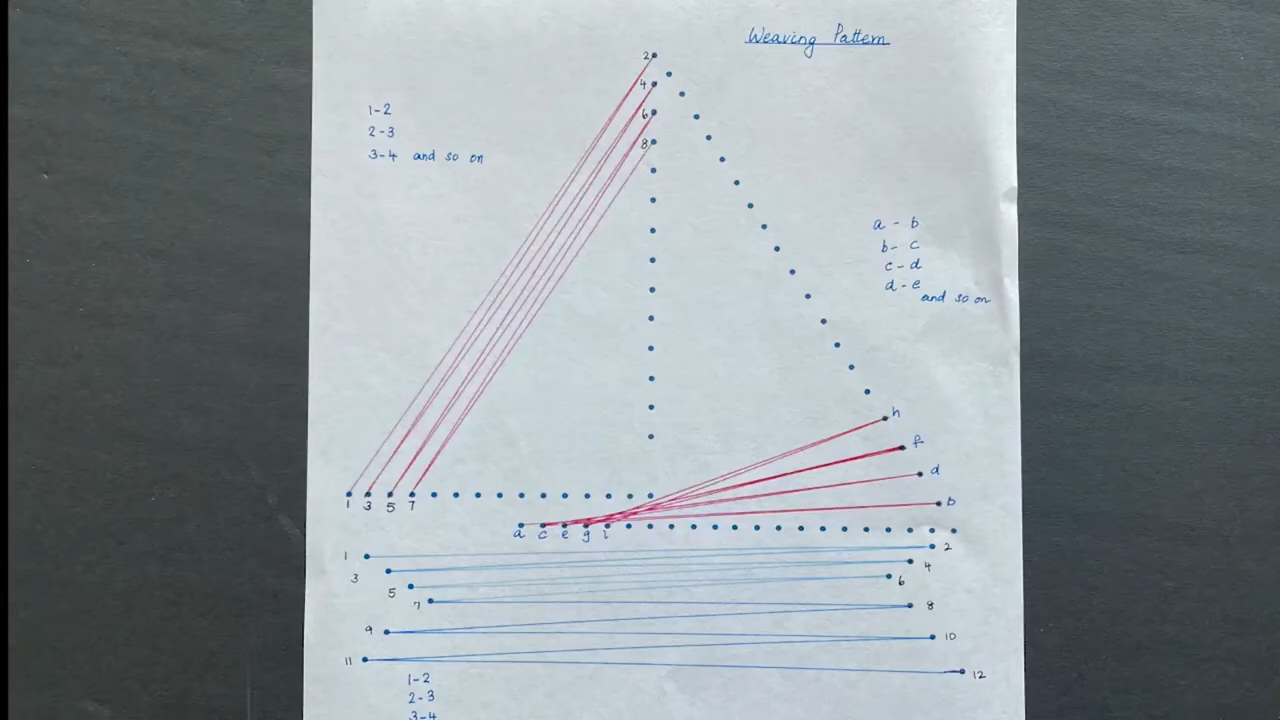 Weaving Pattern
2
4
6
8
1-2
2-3
3-4 and so on
a - b
b - c
c - d
d - e
and so on
h
f
d
b
1 3 5 7
a c e g i
1 2
3 4
5 6
7 8
9 10
11 12
1-2
2-3
3-4